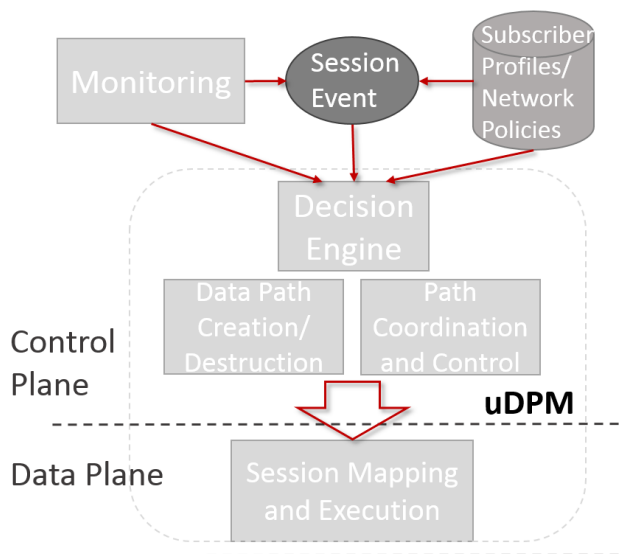 Monitoring
Session
Event
Subscriber
Profiles/
Network
Policies
Decision
Engine
Data Path
Creation/
Destruction
Path
Coordination
and Control
Control
Plane
uDPM
Data Plane
Session Mapping
and Execution